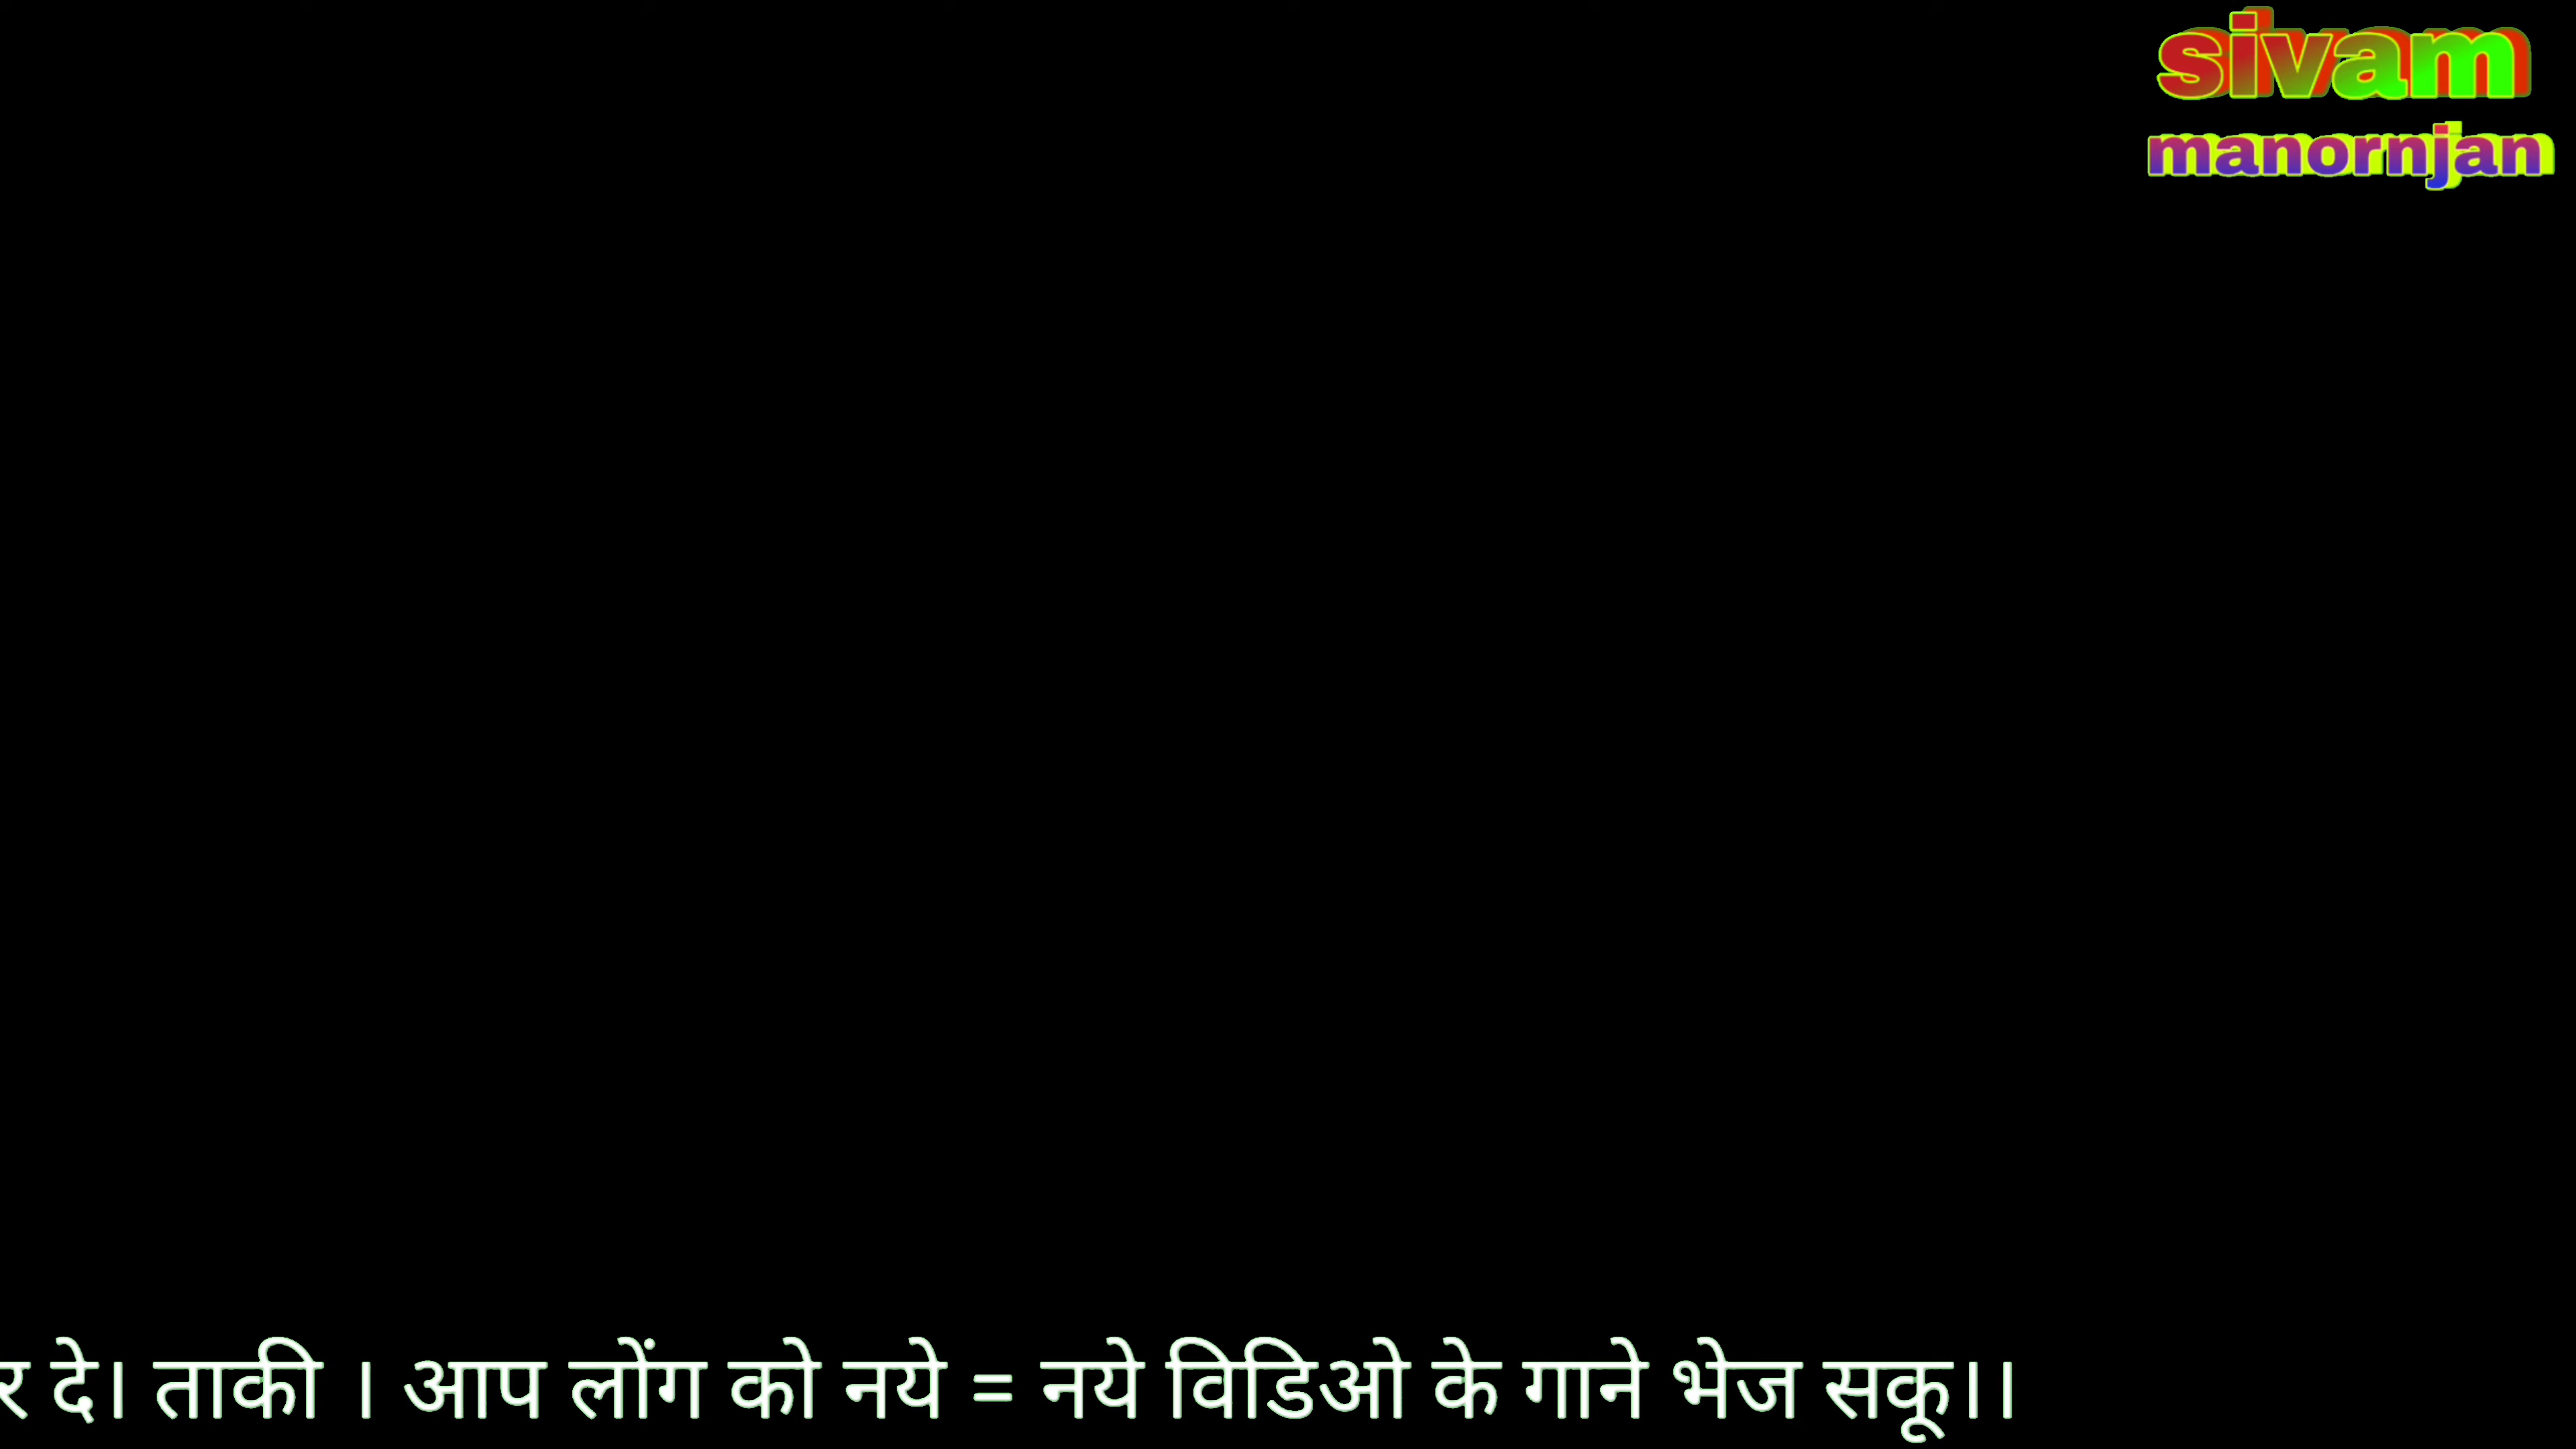 sivam
manornjan
र दे। ताकी । आप लोंग को नये = नये विडिओ के गाने भेज सकू।।